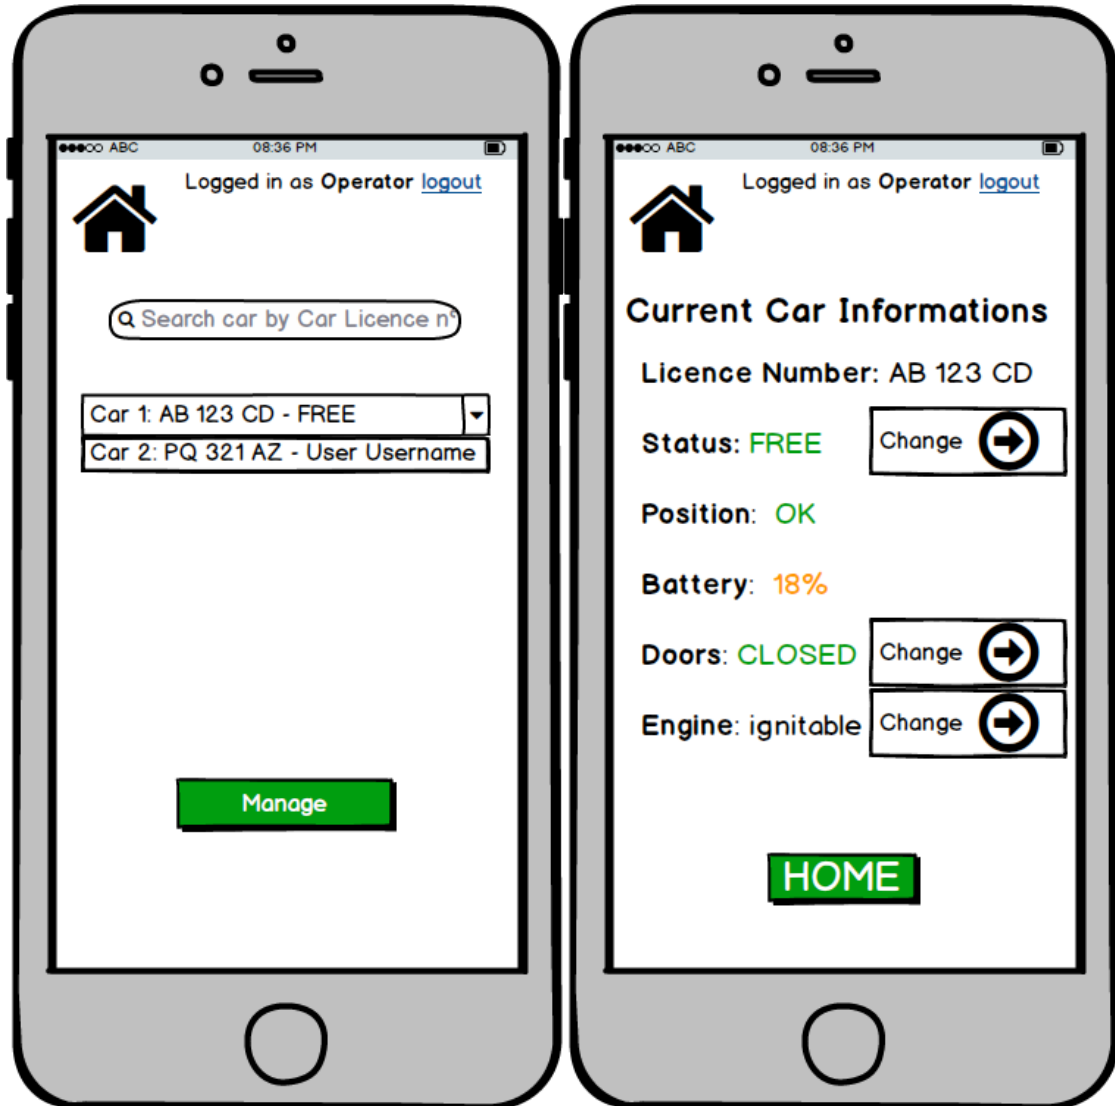 ABC 08:36 PM
Logged in as Operator logout
Search car by Car Licence n°
Car 1: AB 123 CD - FREE
Car 2: PQ 321 AZ - User Username
Manage
ABC 08:36 PM
Logged in as Operator logout
Current Car Informations
Licence Number: AB 123 CD
Status: FREE Change
Position: OK
Battery: 18%
Doors: CLOSED Change
Engine: ignitable Change
HOME